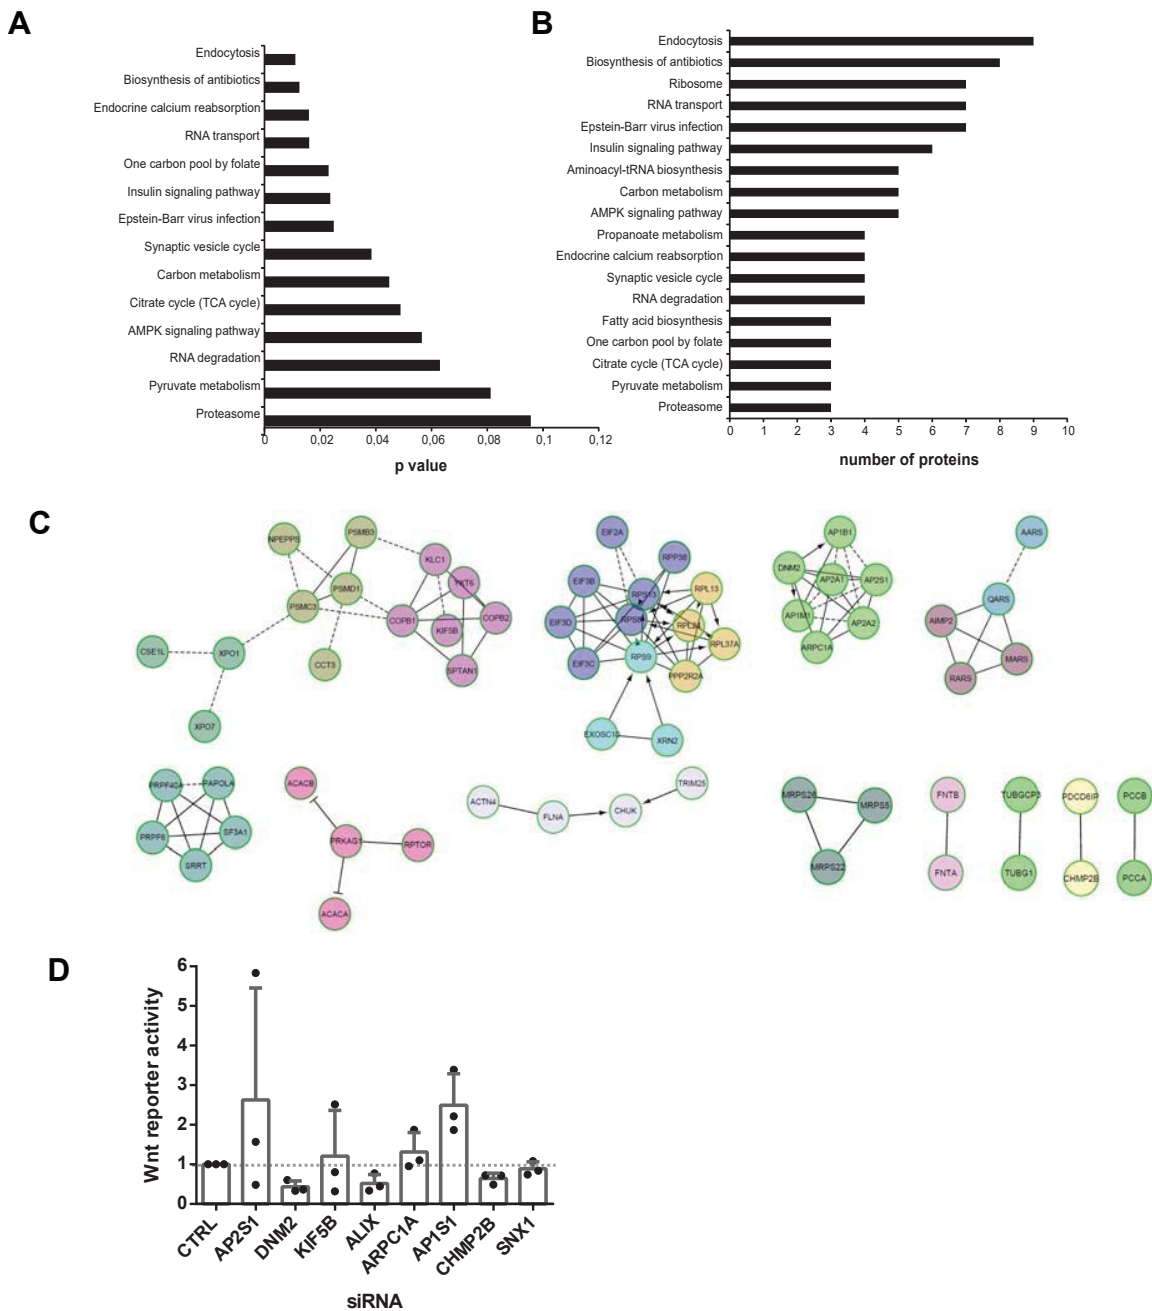 A
Endocytosis
Biosynthesis of antibiotics
Endocrine calcium reabsorption
RNA transport
One carbon pool by folate
Insulin signaling pathway
Epstein-Barr virus infection
Synaptic vesicle cycle
Carbon metabolism
Citrate cycle (TCA cycle)
AMPK signaling pathway
RNA degradation
Pyruvate metabolism
Proteasome
0 0,02 0,04 0,06 0,08 0,1 0,12
p value
B
Endocytosis
Biosynthesis of antibiotics
Ribosome
RNA transport
Epstein-Barr virus infection
Insulin signaling pathway
Aminoacyl-tRNA biosynthesis
Carbon metabolism
AMPK signaling pathway
Propanoate metabolism
Endocrine calcium reabsorption
Synaptic vesicle cycle
RNA degradation
Fatty acid biosynthesis
One carbon pool by folate
Citrate cycle (TCA cycle)
Pyruvate metabolism
Proteasome
0 1 2 3 4 5 6 7 8 9 10
number of proteins
C
NPEPPS
PSMB3
KLC1
YKT6
PSMD1
PSMC3
COPB1
KIF5B
COPB2
CSE1L
XPO1
CCT3
SPTAN1
XPO7
EIF2A
RPP38
EIF3B
RPS13
RPL13
EIF3D
RPS8
RPL24
RPL37A
EIF3C
RPS9
PPP2R2A
EXOSC10
XRN2
AP1B1
DNM2
AP2A1
AP2S1
AP1M1
AP2A2
ARPC1A
AARS
QARS
AIMP2
MARS
RARS
PRPF40A
PAPOLA
PRPF6
SF3A1
SRRT
ACACB
PRKAG1
RPTOR
ACACA
ACTN4
FLNA
CHUK
TRIM25
MRPS26
MRPS5
MRPS22
FNTB
FNTA
TUBGCP3
TUBG1
PDCD6IP
CHMP2B
PCCB
PCCA
D
Wnt reporter activity
6
5
4
3
2
1
0
CTRL
AP2S1
DNM2
KIF5B
ALIX
ARPC1A
AP1S1
CHMP2B
SNX1
siRNA